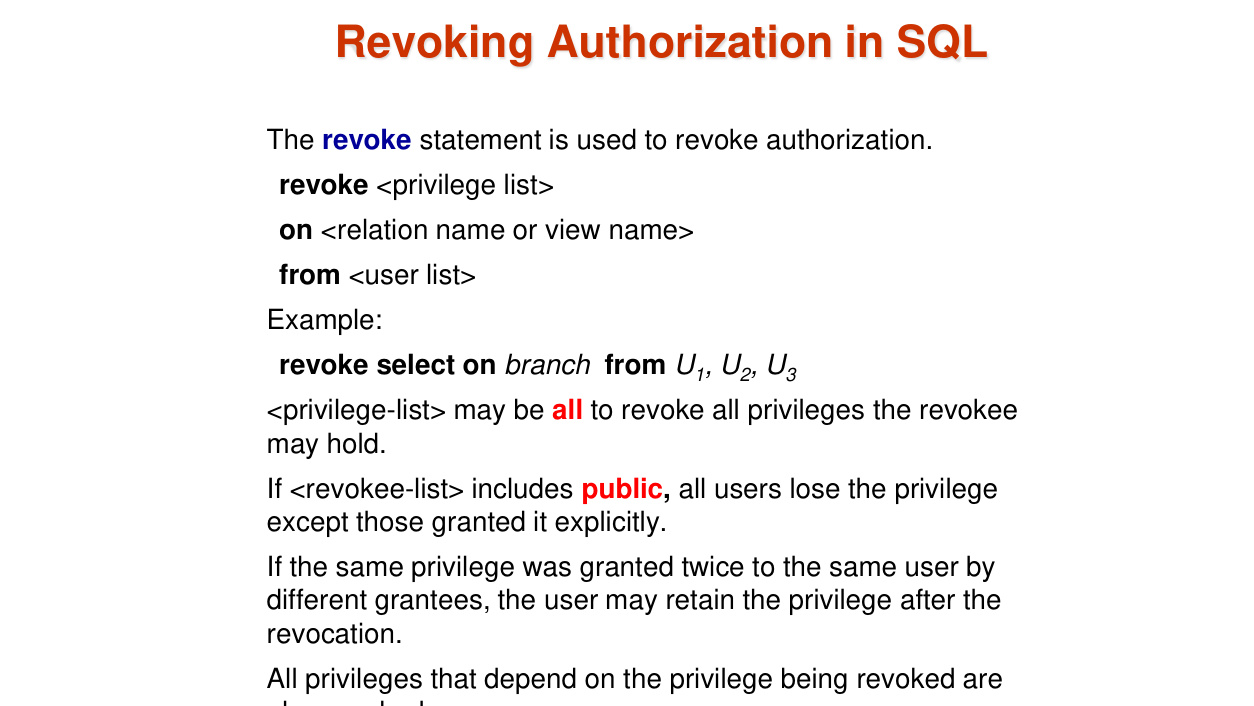 Revoking Authorization in SQL
The revoke statement is used to revoke authorization.
revoke <privilege list>
on <relation name or view name>
from <user list>
Example:
revoke select on branch from U1, U2, U3
<privilege-list> may be all to revoke all privileges the revokee
may hold.
If <revokee-list> includes public, all users lose the privilege
except those granted it explicitly.
If the same privilege was granted twice to the same user by
different grantees, the user may retain the privilege after the
revocation.
All privileges that depend on the privilege being revoked are